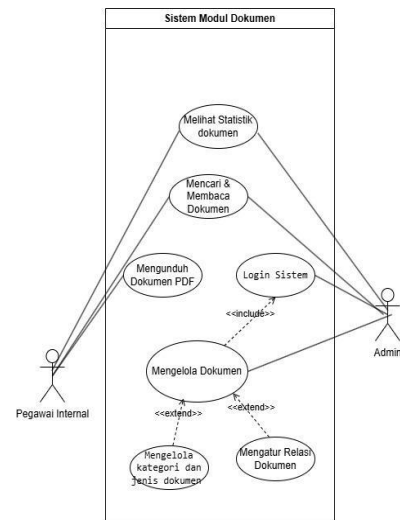 Sistem Modul Dokumen
Melihat Statistik
dokumen
Mencari &
Membaca
Dokumen
Mengunduh
Dokumen PDF
Login Sistem
<<include>>
Admin
Mengelola Dokumen
Pegawai Internal
<<extend>>
<<extend>>
Mengelola
kategori dan
jenis dokumen
Mengatur Relasi
Dokumen